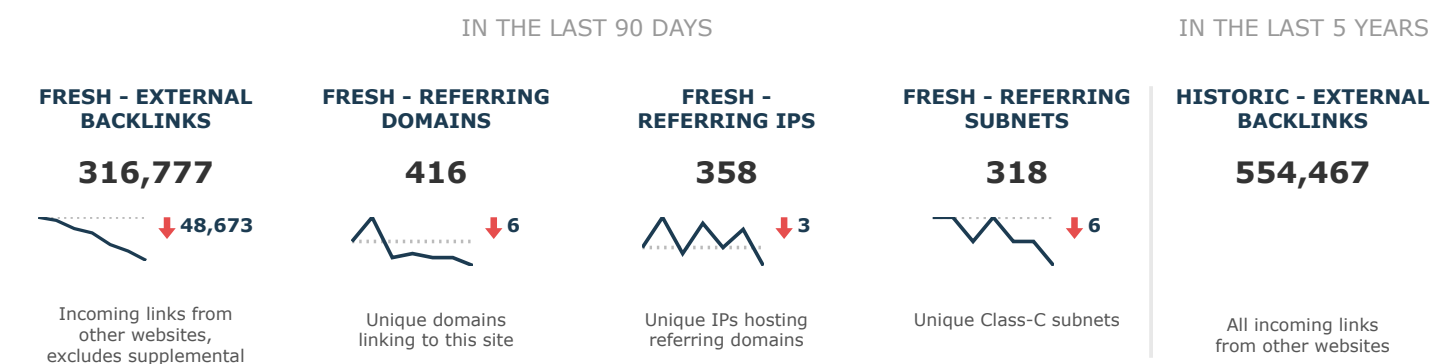 IN THE LAST 90 DAYS
IN THE LAST 5 YEARS
FRESH - EXTERNAL
BACKLINKS
316,777
48,673
Incoming links from
other websites,
excludes supplemental
FRESH - REFERRING
DOMAINS
416
6
Unique domains
linking to this site
FRESH -
REFERRING IPS
358
3
Unique IPs hosting
referring domains
FRESH - REFERRING
SUBNETS
318
6
Unique Class-C subnets
HISTORIC - EXTERNAL
BACKLINKS
554,467
All incoming links
from other websites